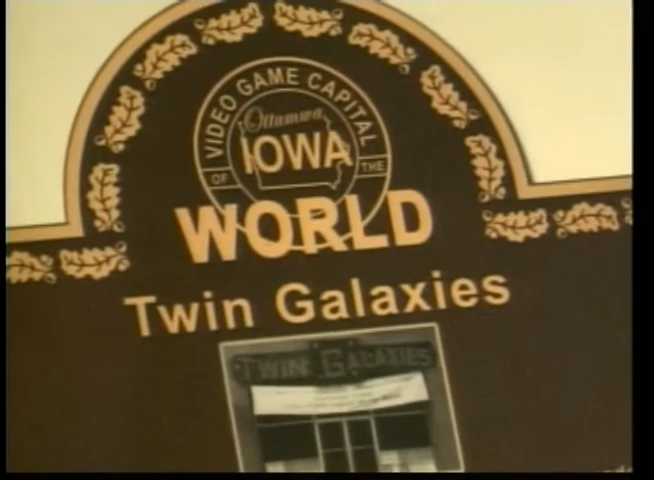 VIDEO GAME CAPITAL
Ottumwa
IOWA
OF THE
WORLD
Twin Galaxies
TWIN GALAXIES